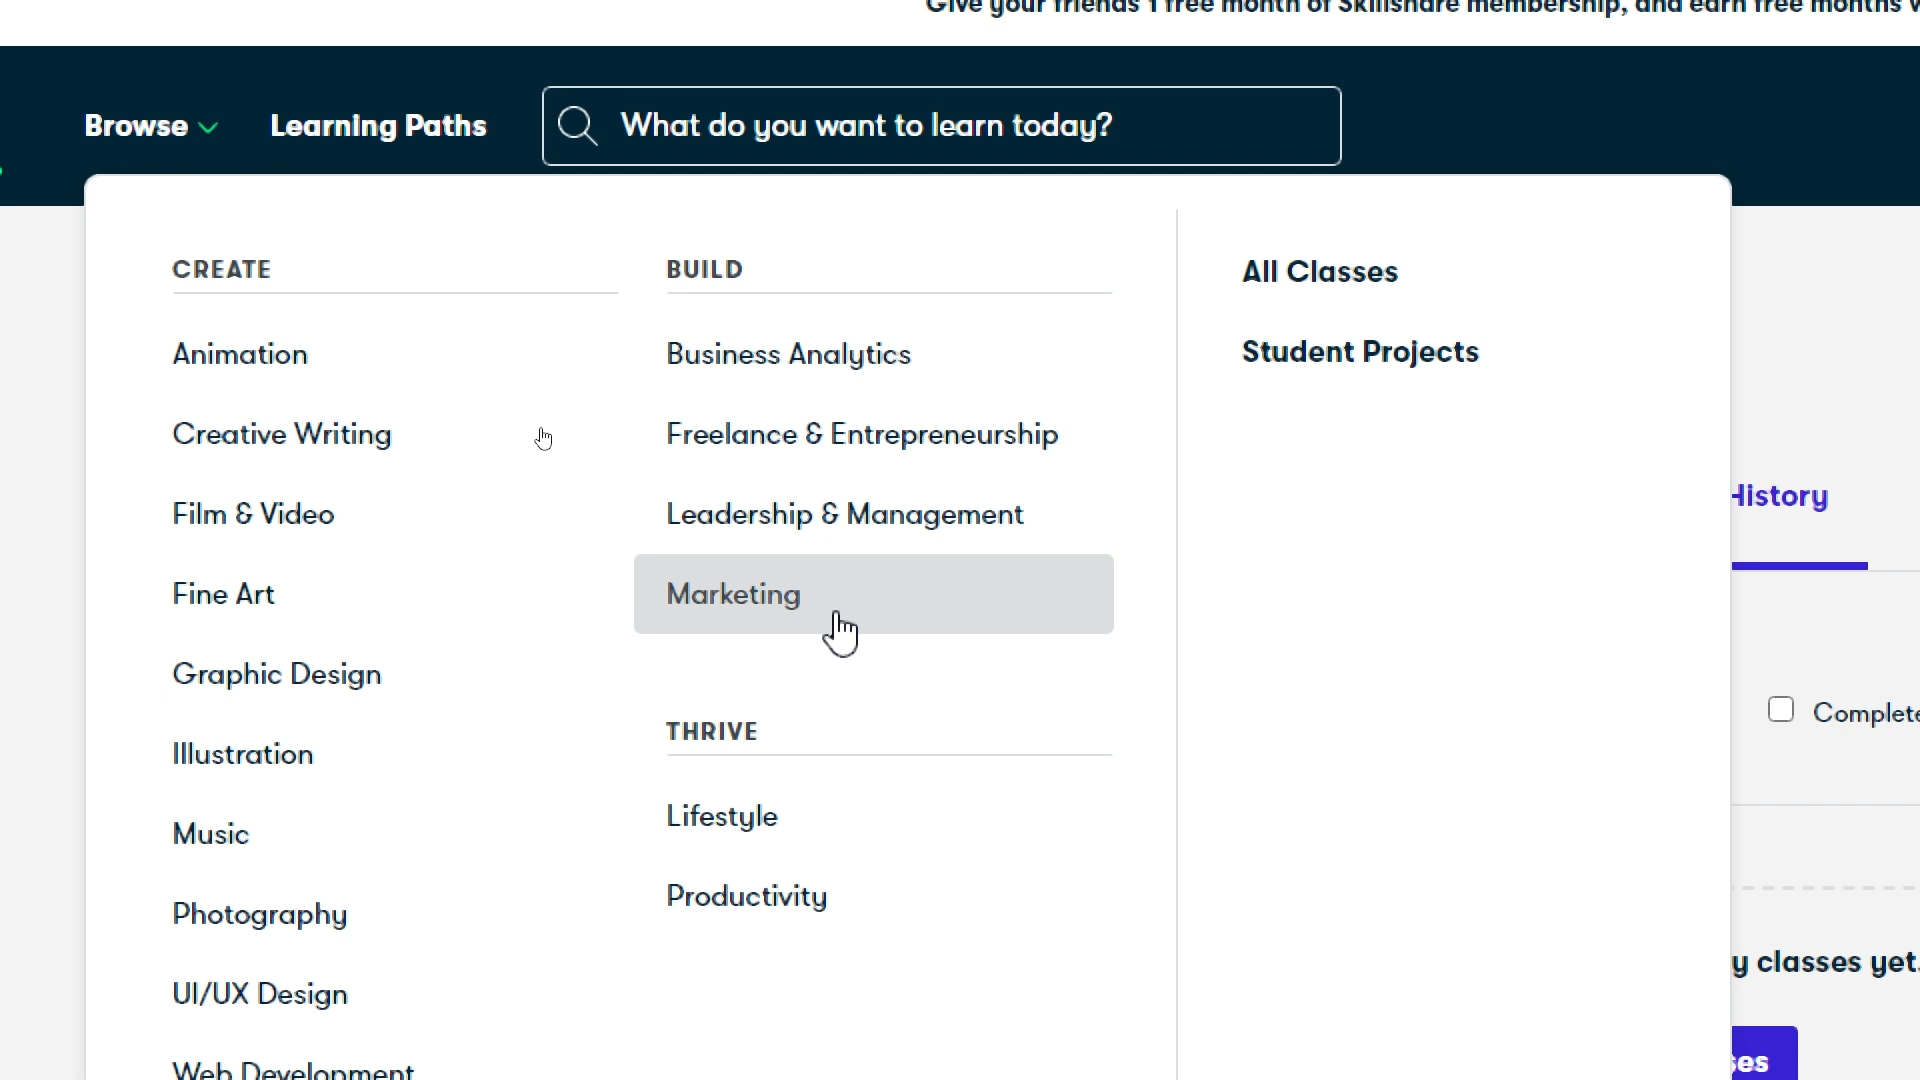 Give your friends 1 free month of Skillshare membership, and earn free months
Browse
Learning Paths
What do you want to learn today?
CREATE
Animation
Creative Writing
Film & Video
Fine Art
Graphic Design
Illustration
Music
Photography
UI/UX Design
Web Development
BUILD
Business Analytics
Freelance & Entrepreneurship
Leadership & Management
Marketing
THRIVE
Lifestyle
Productivity
All Classes
Student Projects
History
Complete
y classes yet.
ses